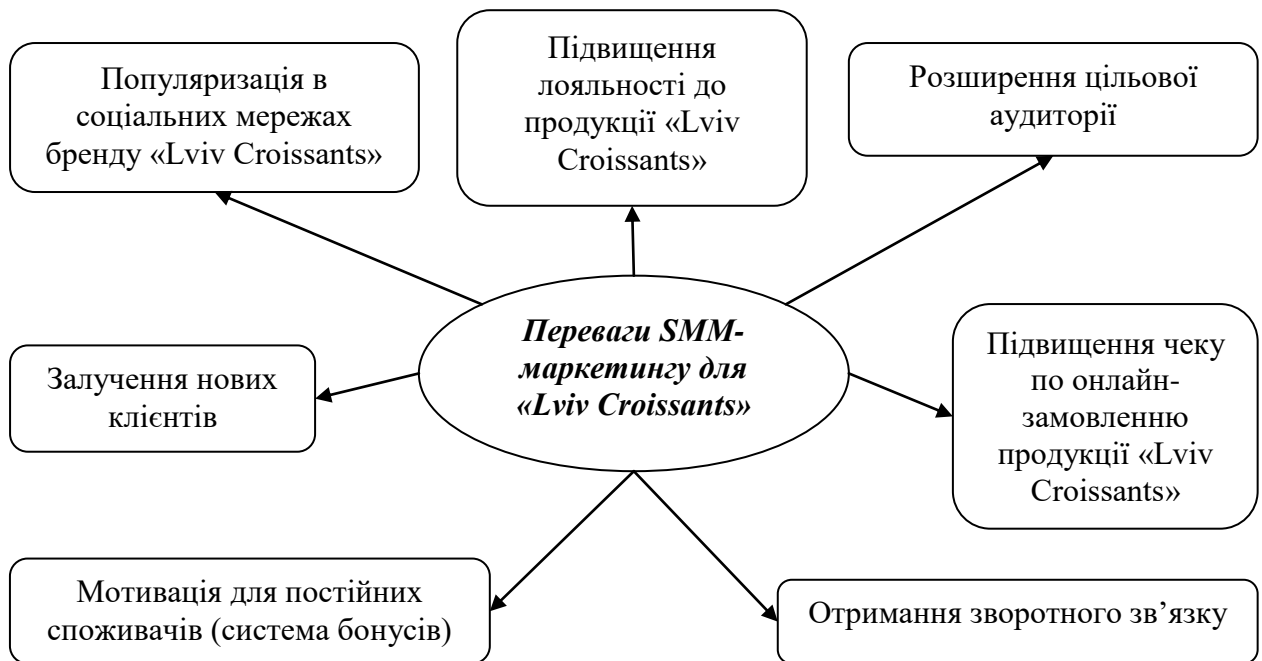 Популяризація в
соціальних мережах
бренду «Lviv Croissants»
Підвищення
лояльності до
продукції «Lviv
Croissants»
Розширення цільової
аудиторії
Переваги SMM-
маркетингу для
«Lviv Croissants»
Залучення нових
клієнтів
Підвищення чеку
по онлайн-
замовленню
продукції «Lviv
Croissants»
Мотивація для постійних
споживачів (система бонусів)
Отримання зворотного зв’язку